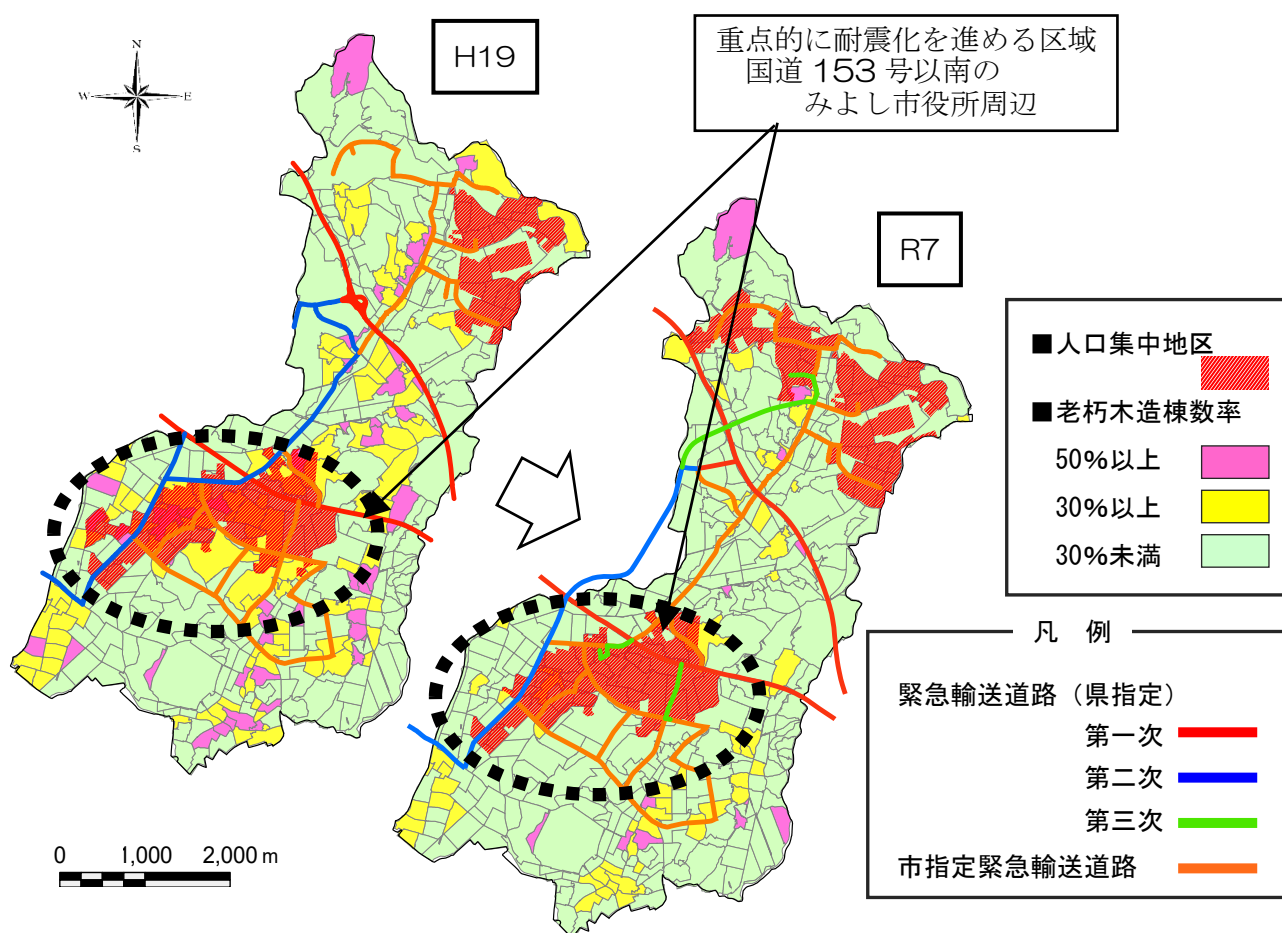 H19
重点的に耐震化を進める区域
国道153号以南の
みよし市役所周辺
N
W
E
S
R7
■人口集中地区
■老朽木造棟数率
50%以上
30%以上
30%未満
凡 例
緊急輸送道路（県指定）
第一次
第二次
第三次
市指定緊急輸送道路
0 1,000 2,000 m